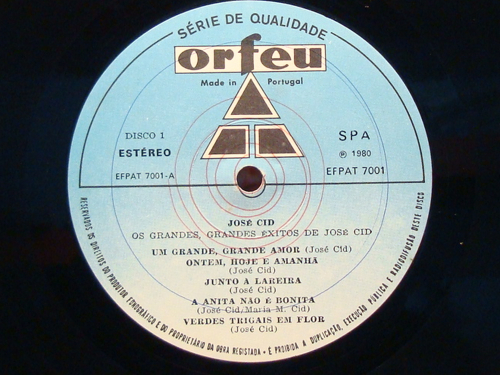 SÉRIE DE QUALIDADE
orfeu
Made in Portugal
DISCO 1
ESTÉREO
EFPAT 7001-A
SPA
℗ 1980
EFPAT 7001
JOSÉ CID
OS GRANDES, GRANDES ÊXITOS DE JOSÉ CID
UM GRANDE, GRANDE AMOR (José Cid)
ONTEM, HOJE E AMANHÃ
(José Cid)
JUNTO À LAREIRA
(José Cid)
A ANITA NÃO É BONITA
(José Cid/Maria M. Cid)
VERDES TRIGAIS EM FLOR
(José Cid)
RESERVADOS OS DIREITOS DO PRODUTOR FONOGRÁFICO E DO PROPRIETÁRIO DA OBRA REGISTADA - É PROIBIDA A DUPLICAÇÃO, EXECUÇÃO PÚBLICA E RADIODIFUSÃO DESTE DISCO